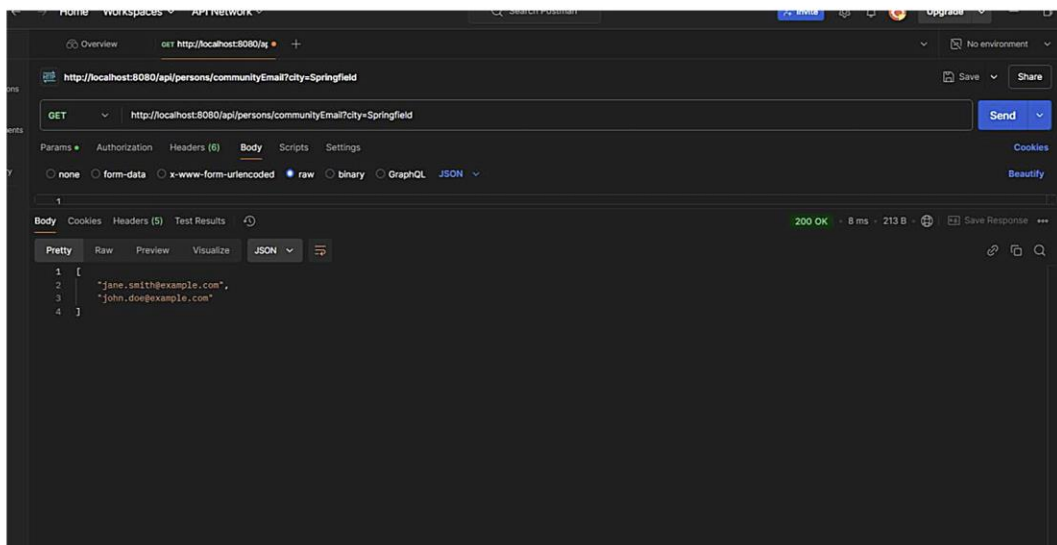 Home Workspaces API Network Search Postman Invite Upgrade
Overview GET http://localhost:8080/ap + No environment
http://localhost:8080/api/persons/communityEmail?city=Springfield Save Share
GET http://localhost:8080/api/persons/communityEmail?city=Springfield Send
Params Authorization Headers (6) Body Scripts Settings Cookies
none form-data x-www-form-urlencoded raw binary GraphQL JSON Beautify
1
Body Cookies Headers (5) Test Results 200 OK 8 ms 213 B Save Response
Pretty Raw Preview Visualize JSON
1 [
2 "jane.smith@example.com",
3 "john.doe@example.com"
4 ]